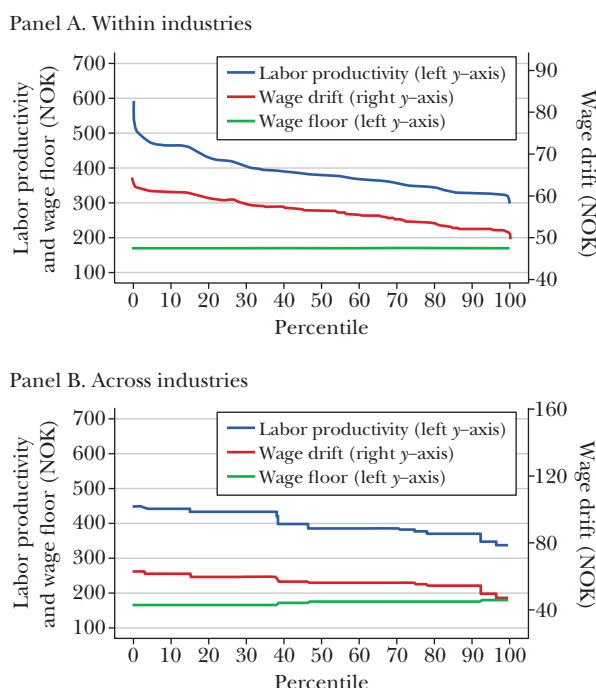 Panel A. Within industries
Labor productivity
and wage floor (NOK)
700
600
500
400
300
200
100
Labor productivity (left y–axis)
Wage drift (right y–axis)
Wage floor (left y–axis)
90
80
70
60
50
40
Wage drift (NOK)
0 10 20 30 40 50 60 70 80 90 100
Percentile
Panel B. Across industries
Labor productivity
and wage floor (NOK)
700
600
500
400
300
200
100
Labor productivity (left y–axis)
Wage drift (right y–axis)
Wage floor (left y–axis)
160
120
80
40
Wage drift (NOK)
0 10 20 30 40 50 60 70 80 90 100
Percentile